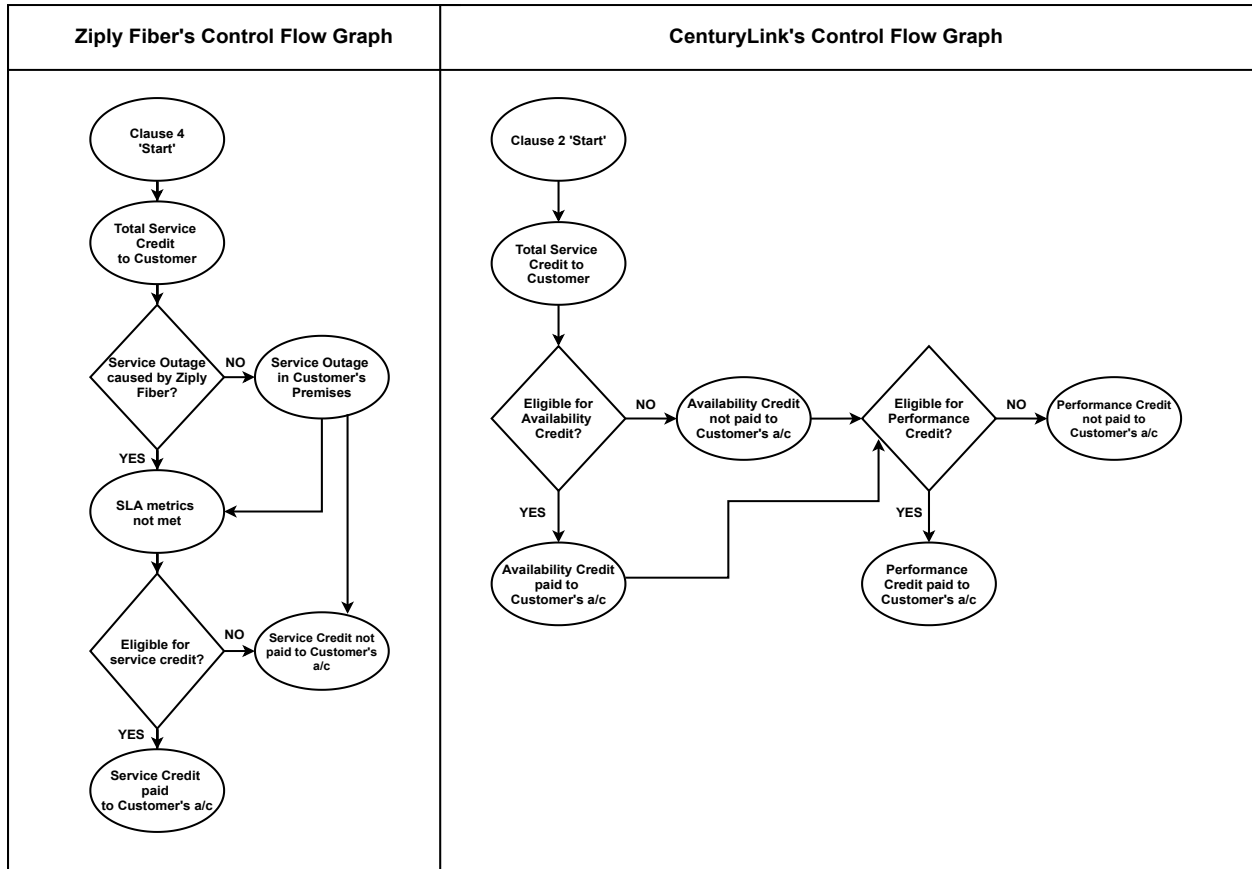 Ziply Fiber's Control Flow Graph
CenturyLink's Control Flow Graph
Clause 4
'Start'
Total Service
Credit
to Customer
Service Outage
caused by Ziply
Fiber?
NO
Service Outage
in Customer's
Premises
YES
SLA metrics
not met
Eligible for
service credit?
NO
Service Credit not
paid to Customer's
a/c
YES
Service Credit
paid
to Customer's a/c
Clause 2 'Start'
Total Service
Credit to
Customer
Eligible for
Availability
Credit?
NO
Availability Credit
not paid to
Customer's a/c
Eligible for
Performance
Credit?
NO
Performance Credit
not paid to
Customer's a/c
YES
Availability Credit
paid to
Customer's a/c
YES
Performance
Credit paid to
Customer's a/c